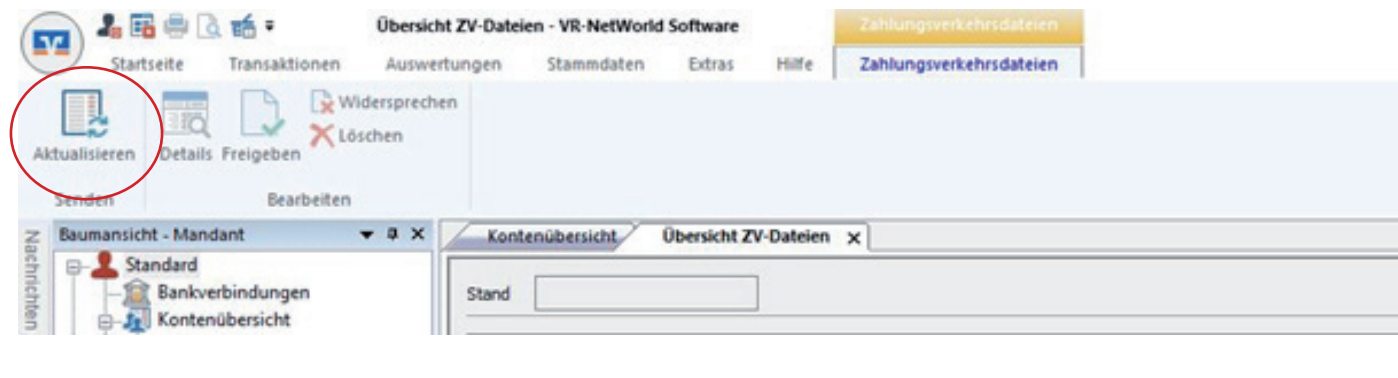 Übersicht ZV-Dateien - VR-NetWorld Software
Zahlungsverkehrsdateien
Startseite Transaktionen Auswertungen Stammdaten Extras Hilfe Zahlungsverkehrsdateien
Widersprechen
Löschen
Aktualisieren Details Freigeben
Senden Bearbeiten
Nachrichten
Baumansicht - Mandant
Kontenübersicht Übersicht ZV-Dateien
Standard
Bankverbindungen
Kontenübersicht
Stand